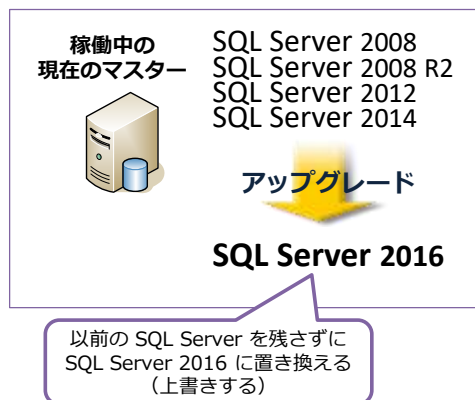 稼働中の
現在のマスター
SQL Server 2008
SQL Server 2008 R2
SQL Server 2012
SQL Server 2014
アップグレード
SQL Server 2016
以前の SQL Server を残さずに
SQL Server 2016 に置き換える
（上書きする）